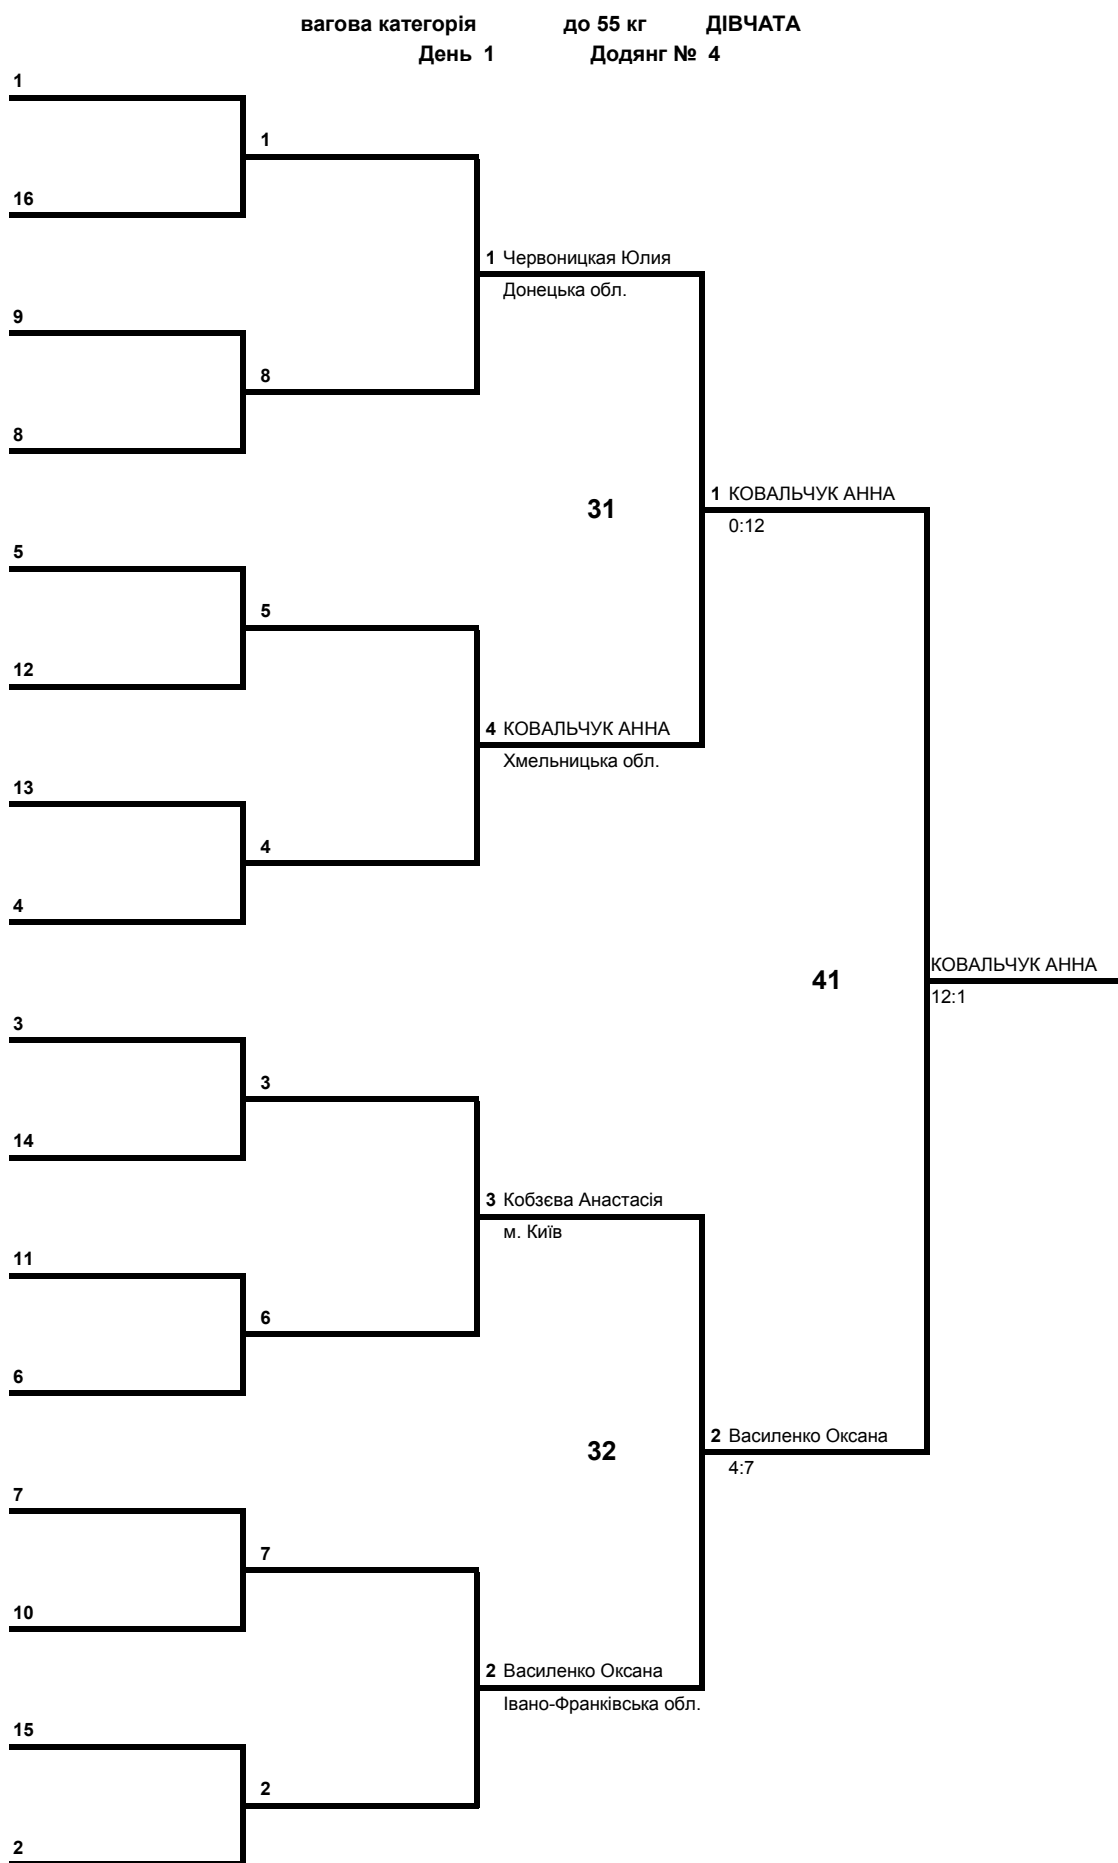 вагова категорія до 55 кг ДІВЧАТА
День 1 Додянг № 4
1
1
16
1 Червоницкая Юлия
Донецька обл.
9
8
8
31
1 КОВАЛЬЧУК АННА
0:12
5
5
12
4 КОВАЛЬЧУК АННА
Хмельницька обл.
13
4
4
41
КОВАЛЬЧУК АННА
12:1
3
3
14
3 Кобзєва Анастасія
м. Київ
11
6
6
32
2 Василенко Оксана
4:7
7
7
10
2 Василенко Оксана
Івано-Франківська обл.
15
2
2